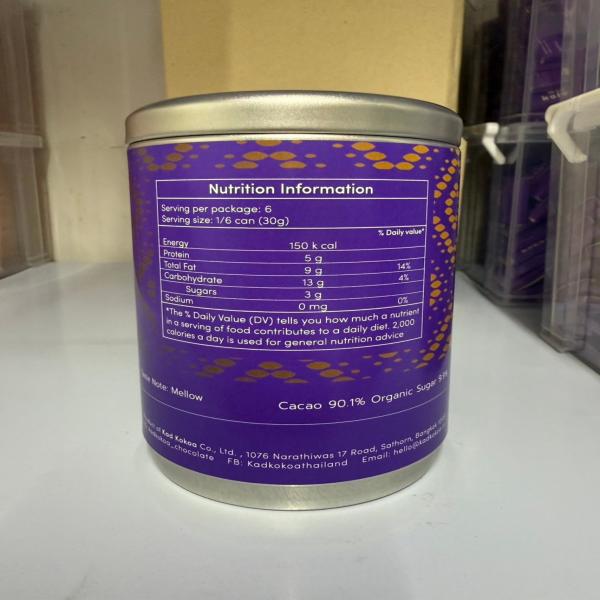 Nutrition Information
Serving per package: 6
Serving size: 1/6 can (30g)
% Daily value*
Energy 150 k cal
Protein 5 g
Total Fat 9 g 14%
Carbohydrate 13 g 4%
Sugars 3 g
Sodium 0 mg 0%
*The % Daily Value (DV) tells you how much a nutrient
in a serving of food contributes to a daily diet. 2,000
calories a day is used for general nutrition advice
Note: Mellow
Cacao 90.1% Organic Sugar
of Kad Kokoa Co., Ltd. , 1076 Narathiwas 17 Road, Sathorn, Bangkok
FB: Kadkokoathailand Email: